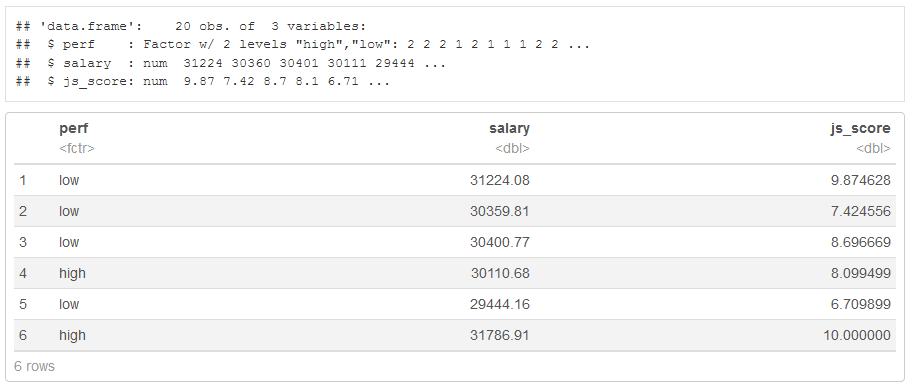 ## 'data.frame':    20 obs. of  3 variables:
##  $ perf    : Factor w/ 2 levels "high","low": 2 2 2 1 2 1 1 1 2 2 ...
##  $ salary  : num  31224 30360 30401 30111 29444 ...
##  $ js_score: num  9.87 7.42 8.7 8.1 6.71 ...
perf salary js_score
<fctr> <dbl> <dbl>
1 low 31224.08 9.874628
2 low 30359.81 7.424556
3 low 30400.77 8.696669
4 high 30110.68 8.099499
5 low 29444.16 6.709899
6 high 31786.91 10.000000
6 rows